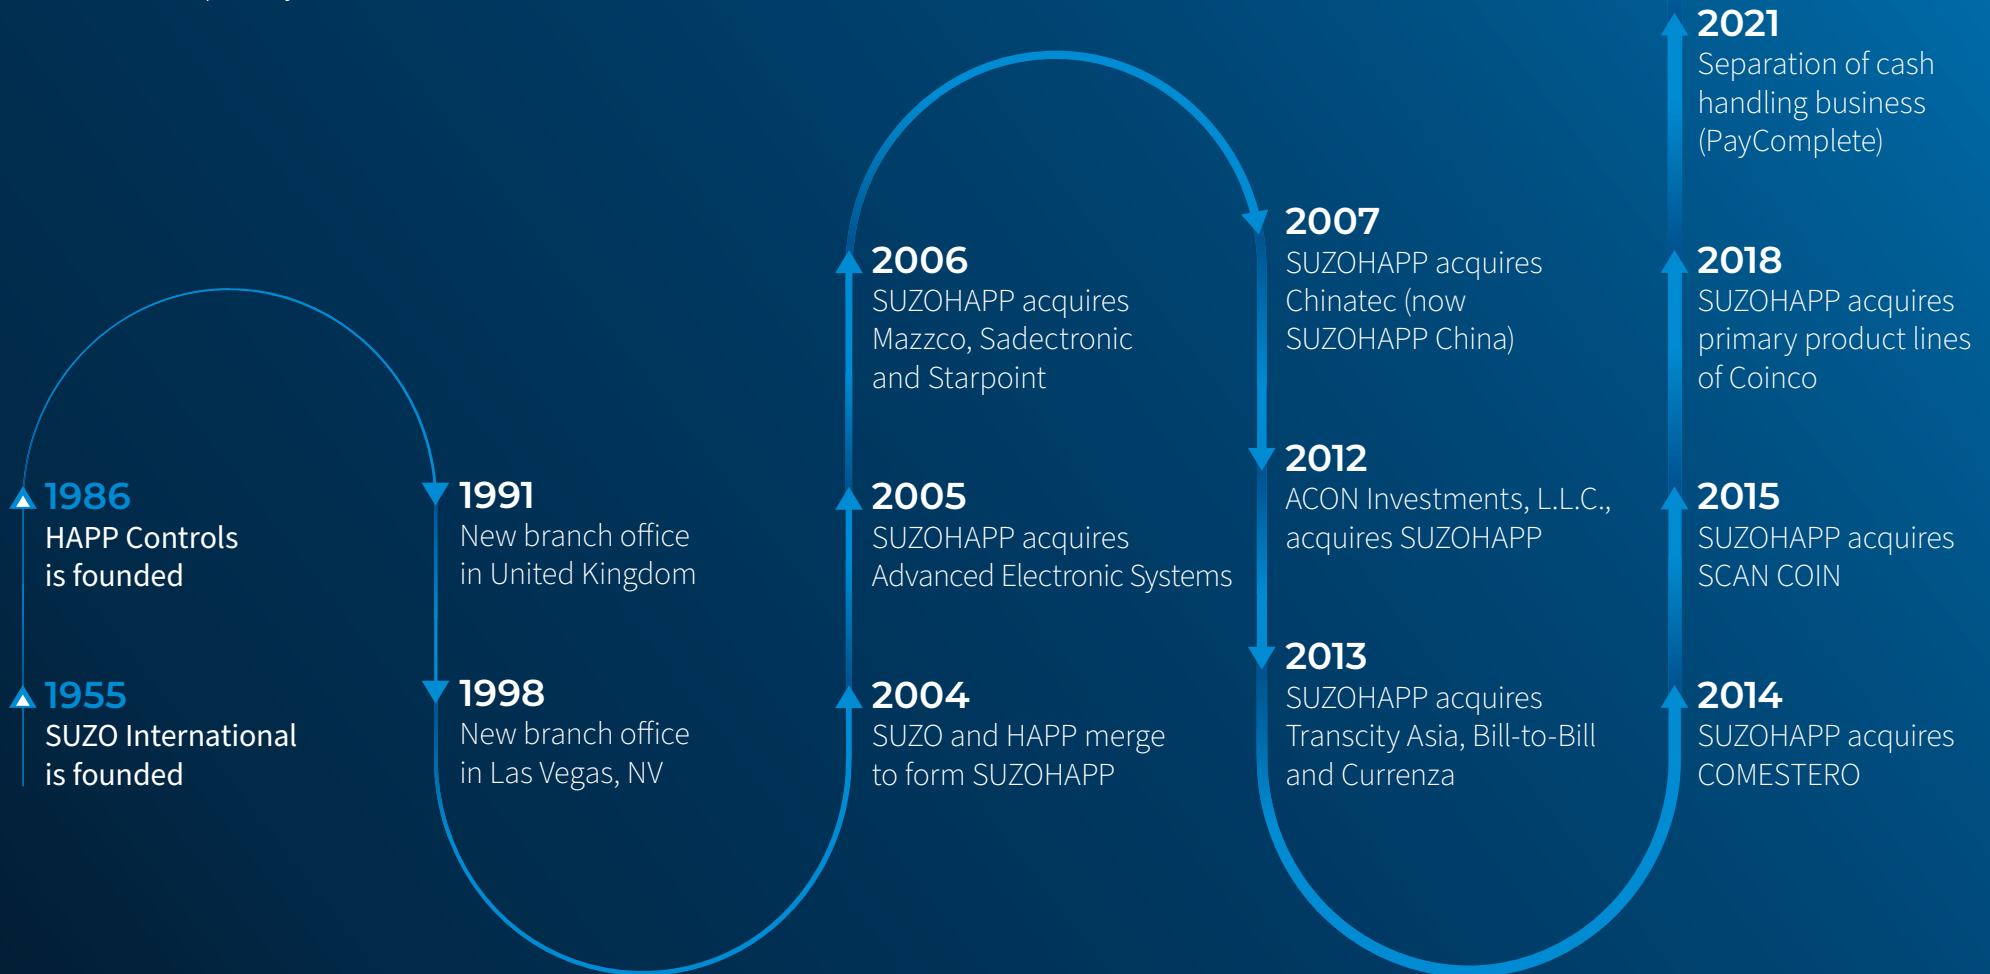 1955
SUZO International
is founded
1986
HAPP Controls
is founded
1991
New branch office
in United Kingdom
1998
New branch office
in Las Vegas, NV
2004
SUZO and HAPP merge
to form SUZOHAPP
2005
SUZOHAPP acquires
Advanced Electronic Systems
2006
SUZOHAPP acquires
Mazzco, Sadectronic
and Starpoint
2007
SUZOHAPP acquires
Chinatec (now
SUZOHAPP China)
2012
ACON Investments, L.L.C.,
acquires SUZOHAPP
2013
SUZOHAPP acquires
Transcity Asia, Bill-to-Bill
and Currenza
2014
SUZOHAPP acquires
COMESTERO
2015
SUZOHAPP acquires
SCAN COIN
2018
SUZOHAPP acquires
primary product lines
of Coinco
2021
Separation of cash
handling business
(PayComplete)